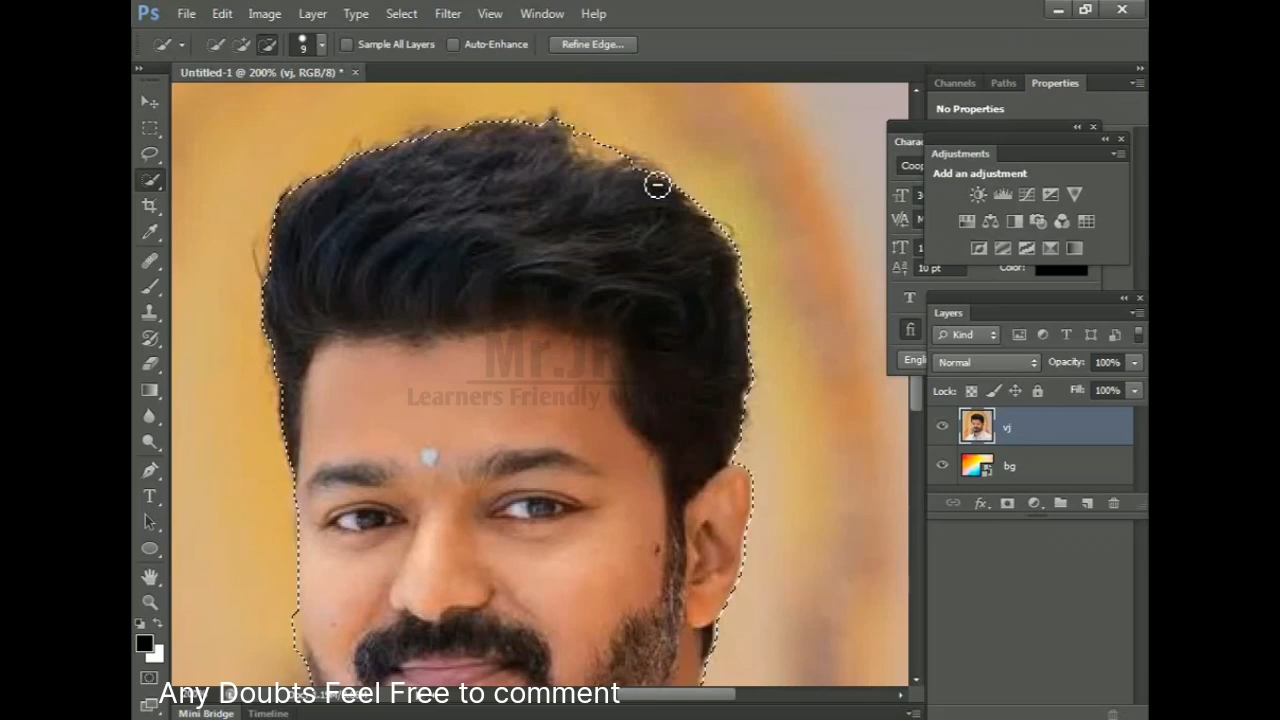 Ps File Edit Image Layer Type Select Filter View Window Help
9 Sample All Layers Auto-Enhance Refine Edge...
Untitled-1 @ 200% (vj, RGB/8) * ×
Channels Paths Properties
No Properties
Adjustments
Add an adjustment
10 pt Color:
Layers
Kind
Normal Opacity: 100%
Lock: Fill: 100%
vj
bg
Learners Friendly
Any Doubts Feel Free to comment
Mini Bridge Timeline